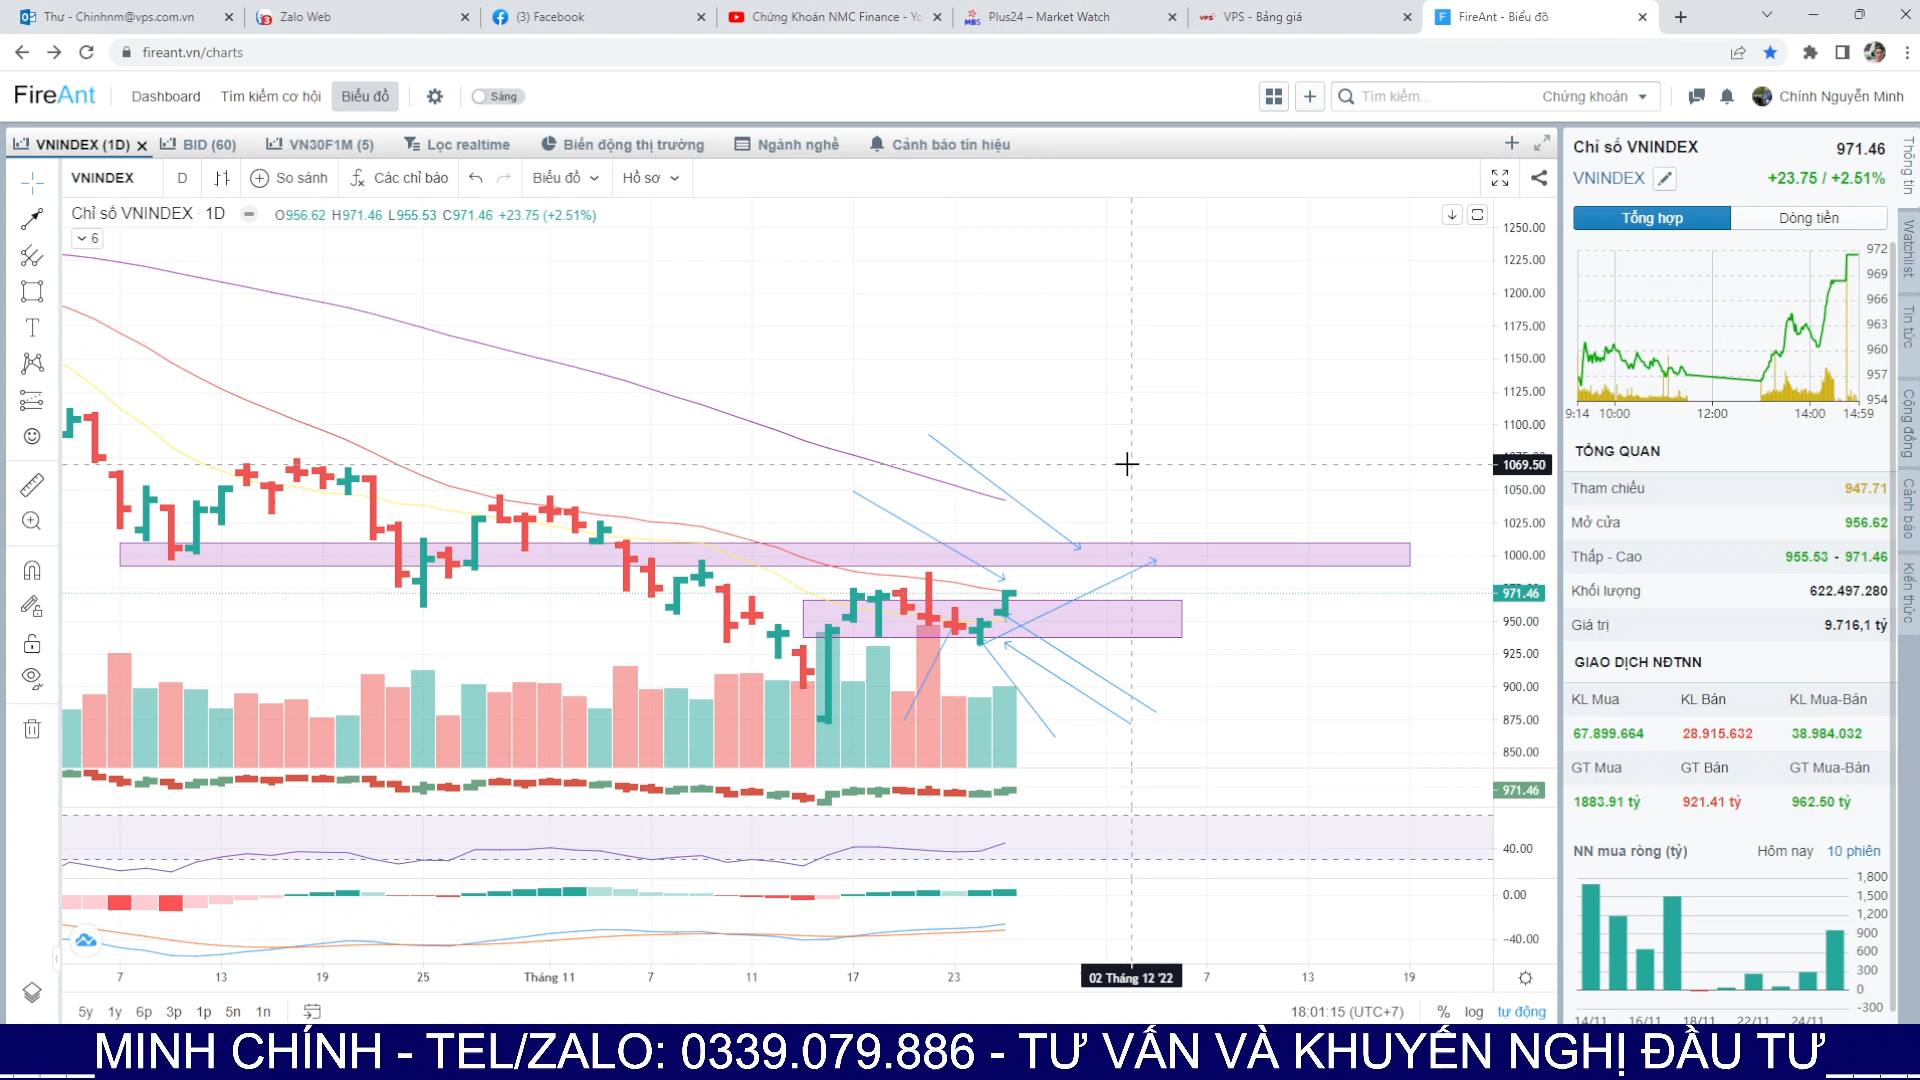 Thư - Chinhnm@vps.com.vn
Zalo Web
(3) Facebook
Chứng Khoán NMC Finance - Yo
Plus24 – Market Watch
VPS - Bảng giá
FireAnt - Biểu đồ
fireant.vn/charts
FireAnt
Dashboard
Tìm kiếm cơ hội
Biểu đồ
Sáng
Tìm kiếm...
Chứng khoán
Chính Nguyễn Minh
VNINDEX (1D)
BID (60)
VN30F1M (5)
Lọc realtime
Biến động thị trường
Ngành nghề
Cảnh báo tín hiệu
VNINDEX
D
So sánh
Các chỉ báo
Biểu đồ
Hồ sơ
Chỉ số VNINDEX · 1D
O956.62 H971.46 L955.53 C971.46 +23.75 (+2.51%)
6
1250.00
1225.00
1200.00
1175.00
1150.00
1125.00
1100.00
1069.50
1050.00
1025.00
1000.00
971.46
950.00
925.00
900.00
875.00
850.00
971.46
40.00
0.00
−40.00
7
13
19
25
Tháng 11
7
11
17
23
02 Tháng 12 '22
7
13
19
5y 1y 6p 3p 1p 5n 1n
18:01:15 (UTC+7)
% log tự động
Chỉ số VNINDEX
971.46
VNINDEX
+23.75 / +2.51%
Tổng hợp
Dòng tiền
972
969
966
963
960
957
954
9:14 10:00 12:00 14:00 14:59
TỔNG QUAN
Tham chiếu 947.71
Mở cửa 956.62
Thấp - Cao 955.53 - 971.46
Khối lượng 622.497.280
Giá trị 9.716,1 tỷ
GIAO DỊCH NĐTNN
KL Mua KL Bán KL Mua-Bán
67.899.664 28.915.632 38.984.032
GT Mua GT Bán GT Mua-Bán
1883.91 tỷ 921.41 tỷ 962.50 tỷ
NN mua ròng (tỷ)
Hôm nay 10 phiên
1,800
1,500
1,200
900
600
300
0
-300
14/11 16/11 18/11 22/11 24/11
Thông tin
Watchlist
Tin tức
Cộng đồng
Cảnh báo
Kiến thức
____MINH CHÍNH - TEL/ZALO: 0339.079.886 - TƯ VẤN VÀ KHUYẾN NGHỊ ĐẦU TƯ____